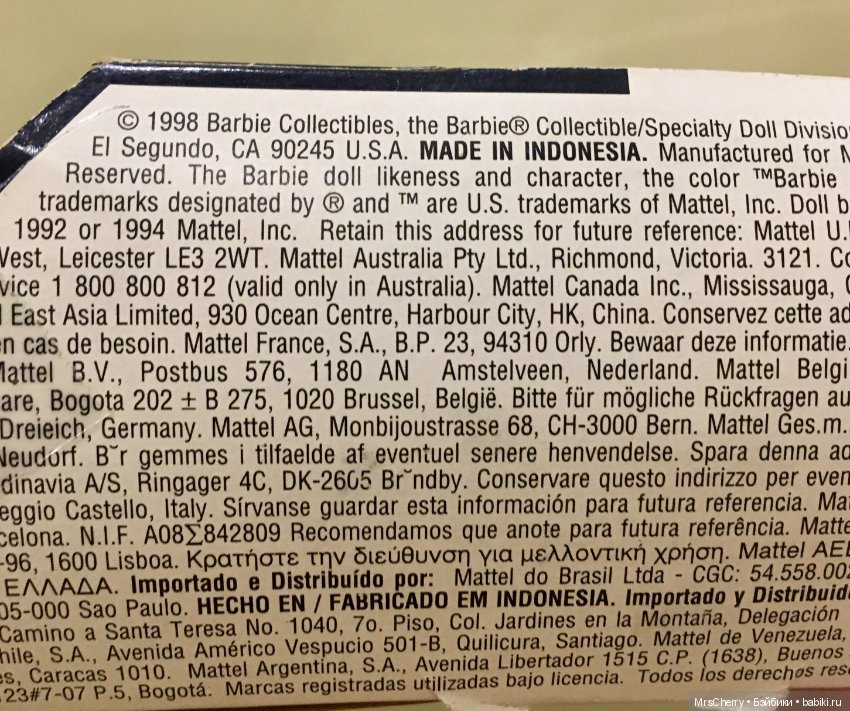 © 1998 Barbie Collectibles, the Barbie® Collectible/Specialty Doll Divisio
El Segundo, CA 90245 U.S.A. MADE IN INDONESIA. Manufactured for M
Reserved. The Barbie doll likeness and character, the color ™Barbie
trademarks designated by ® and ™ are U.S. trademarks of Mattel, Inc. Doll b
1992 or 1994 Mattel, Inc. Retain this address for future reference: Mattel U.
West, Leicester LE3 2WT. Mattel Australia Pty Ltd., Richmond, Victoria. 3121. Co
vice 1 800 800 812 (valid only in Australia). Mattel Canada Inc., Mississauga,
East Asia Limited, 930 Ocean Centre, Harbour City, HK, China. Conservez cette ad
en cas de besoin. Mattel France, S.A., B.P. 23, 94310 Orly. Bewaar deze informatie.
Mattel B.V., Postbus 576, 1180 AN Amstelveen, Nederland. Mattel Belgi
are, Bogota 202 ± B 275, 1020 Brussel, België. Bitte für mögliche Rückfragen au
Dreieich, Germany. Mattel AG, Monbijoustrasse 68, CH-3000 Bern. Mattel Ges.m.
Neudorf. B˘r gemmes i tilfaelde af eventuel senere henvendelse. Spara denna ad
dinavia A/S, Ringager 4C, DK-2605 Br˘ndby. Conservare questo indirizzo per even
eggio Castello, Italy. Sírvanse guardar esta información para futura referencia. Mat
celona. N.I.F. A08∑842809 Recomendamos que anote para futura referência. Matte
-96, 1600 Lisboa. Κρατήστε την διεύθυνση για μελλοντική χρήση. Mattel AEE
ΕΛΛΑΔΑ. Importado e Distribuído por: Mattel do Brasil Ltda - CGC: 54.558.002
05-000 Sao Paulo. HECHO EN / FABRICADO EM INDONESIA. Importado y Distribuido
Camino a Santa Teresa No. 1040, 7o. Piso, Col. Jardines en la Montaña, Delegación
hile, S.A., Avenida Américo Vespucio 501-B, Quilicura, Santiago. Mattel de Venezuela,
es, Caracas 1010. Mattel Argentina, S.A., Avenida Libertador 1515 C.P. (1638), Buenos
123#7-07 P.5, Bogotá. Marcas registradas utilizadas bajo licencia. Todos los derechos rese
MrsCherry • Бэйбики • babiki.ru